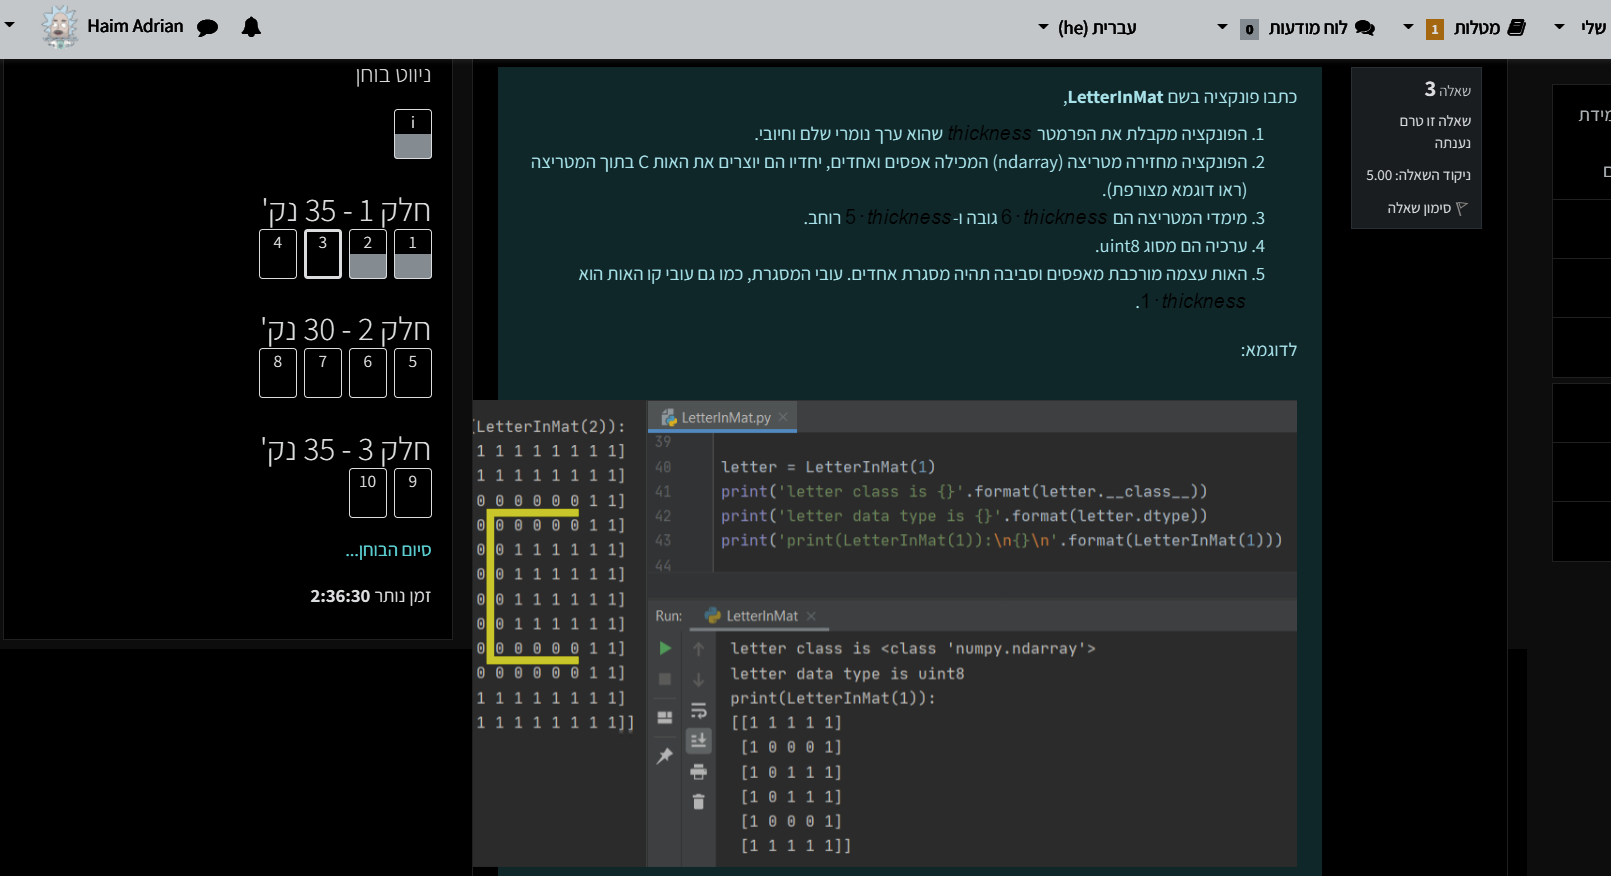 Haim Adrian
עברית (he)
לוח מודעות 0
מטלות 1
שלי
ניווט בוחן
i
חלק 1 - 35 נק'
1 2 3 4
חלק 2 - 30 נק'
5 6 7 8
חלק 3 - 35 נק'
9 10
סיום הבוחן...
זמן נותר 2:36:30
שאלה 3
שאלה זו טרם
נענתה
ניקוד השאלה: 5.00
סימון שאלה
כתבו פונקציה בשם LetterInMat,
1. הפונקציה מקבלת את הפרמטר thickness שהוא ערך נומרי שלם וחיובי.
2. הפונקציה מחזירה מטריצה (ndarray) המכילה אפסים ואחדים, יחדיו הם יוצרים את האות C בתוך המטריצה
(ראו דוגמא מצורפת).
3. מימדי המטריצה הם 6·thickness גובה ו-5·thickness רוחב.
4. ערכיה הם מסוג uint8.
5. האות עצמה מורכבת מאפסים וסביבה תהיה מסגרת אחדים. עובי המסגרת, כמו גם עובי קו האות הוא
1·thickness.
לדוגמא:
(LetterInMat(2)):
1 1 1 1 1 1 1 1]
1 1 1 1 1 1 1 1]
0 0 0 0 0 0 1 1]
0 0 0 0 0 0 1 1]
0 0 1 1 1 1 1 1]
0 0 1 1 1 1 1 1]
0 0 1 1 1 1 1 1]
0 0 1 1 1 1 1 1]
0 0 0 0 0 0 1 1]
0 0 0 0 0 0 1 1]
1 1 1 1 1 1 1 1]
1 1 1 1 1 1 1 1]]
LetterInMat.py
39
40 letter = LetterInMat(1)
41 print('letter class is {}'.format(letter.__class__))
42 print('letter data type is {}'.format(letter.dtype))
43 print('print(LetterInMat(1)):\n{}\n'.format(LetterInMat(1)))
44
Run: LetterInMat
letter class is <class 'numpy.ndarray'>
letter data type is uint8
print(LetterInMat(1)):
[[1 1 1 1 1]
[1 0 0 0 1]
[1 0 1 1 1]
[1 0 1 1 1]
[1 0 0 0 1]
[1 1 1 1 1]]